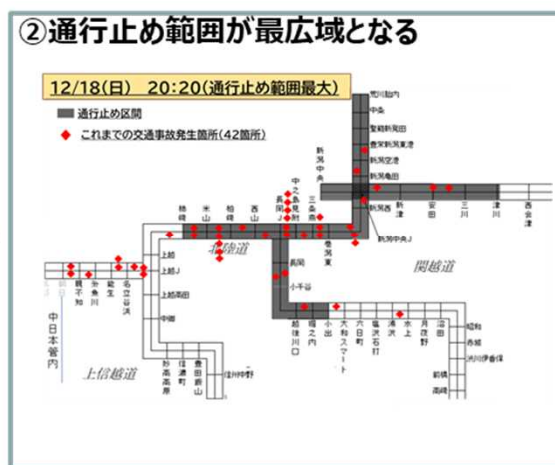 ②通行止め範囲が最広域となる
12/18(日) 20:20(通行止め範囲最大)
通行止め区間
これまでの交通事故発生箇所(42箇所)
荒川胎内
中条
聖籠新発田
豊栄新潟東港
新潟空港
新潟亀田
新潟中央
新潟西
新潟中央J
新津
安田
三川
津川
西会津
柿崎
米山
柏崎
西山
長岡J
中之島見附
三条燕
巻潟東
北陸道
関越道
長岡
小千谷
越後川口
堀之内
小出
大和スマート
六日町
塩沢石打
湯沢
水上
月夜野
沼田
昭和
赤城
渋川伊香保
前橋
高崎
上越
上越J
上越高田
中郷
妙高高原
信濃町
豊田飯山
信州中野
上信越道
親不知
糸魚川
能生
名立谷浜
中日本管内